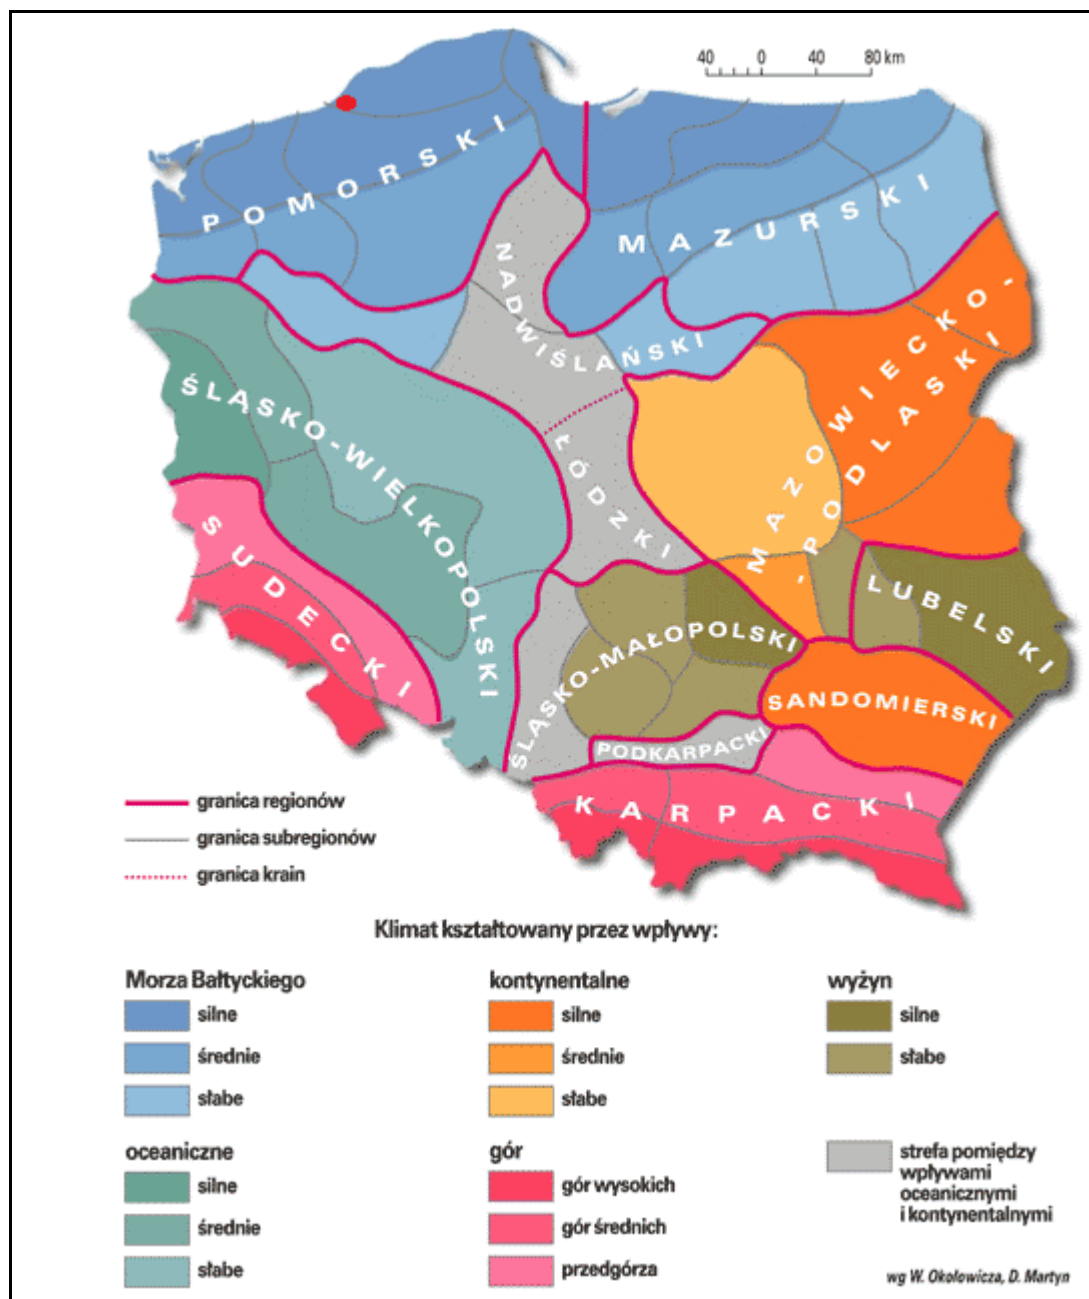 40 0 40 80 km
POMORSKI
MAZURSKI
NADWIŚLAŃSKI
MAZOWIECKO-
-PODLASKI
ŚLĄSKO-WIELKOPOLSKI
ŁÓDZKI
SUDECKI
LUBELSKI
ŚLĄSKO-MAŁOPOLSKI
SANDOMIERSKI
PODKARPACKI
KARPACKI
granica regionów
granica subregionów
granica krain
Klimat kształtowany przez wpływy:
Morza Bałtyckiego
silne
średnie
słabe
kontynentalne
silne
średnie
słabe
wyżyn
silne
słabe
oceaniczne
silne
średnie
słabe
gór
gór wysokich
gór średnich
przedgórza
strefa pomiędzy
wpływami
oceanicznymi
i kontynentalnymi
wg W. Okołowicza, D. Martyn